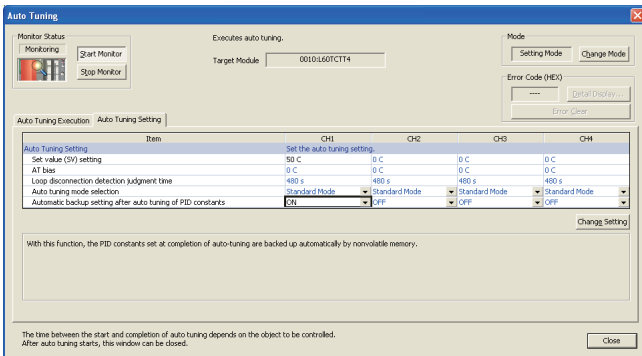 Auto Tuning
Monitor Status
Monitoring
Start Monitor
Stop Monitor
Executes auto tuning.
Target Module 0010:L60TCTT4
Mode
Setting Mode Change Mode
Error Code (HEX)
---- Detail Display...
Error Clear
Auto Tuning Execution Auto Tuning Setting
Item CH1 CH2 CH3 CH4
Auto Tuning Setting Set the auto tuning setting.
Set value (SV) setting 50 C 0 C 0 C 0 C
AT bias 0 C 0 C 0 C 0 C
Loop disconnection detection judgment time 480 s 480 s 480 s 480 s
Auto tuning mode selection Standard Mode Standard Mode Standard Mode Standard Mode
Automatic backup setting after auto tuning of PID constants ON OFF OFF OFF
Change Setting
With this function, the PID constants set at completion of auto-tuning are backed up automatically by nonvolatile memory.
The time between the start and completion of auto tuning depends on the object to be controlled.
After auto tuning starts, this window can be closed.
Close